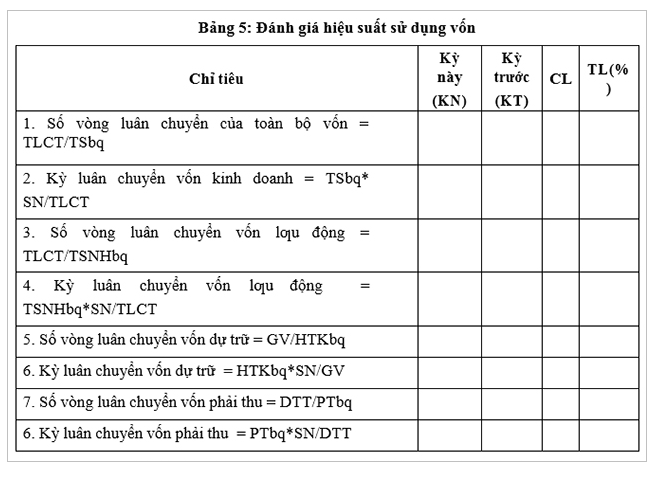 Bảng 5: Đánh giá hiệu suất sử dụng vốn
Chỉ tiêu
Kỳ
này
(KN)
Kỳ
trước
(KT)
CL
TL(%
)
1. Số vòng luân chuyển của toàn bộ vốn =
TLCT/TSbq
2. Kỳ luân chuyển vốn kinh doanh = TSbq*
SN/TLCT
3. Số vòng luân chuyển vốn lơụ động =
TLCT/TSNHbq
4. Kỳ luân chuyển vốn lơụ động =
TSNHbq*SN/TLCT
5. Số vòng luân chuyển vốn dự trữ = GV/HTKbq
6. Kỳ luân chuyển vốn dự trữ = HTKbq*SN/GV
7. Số vòng luân chuyển vốn phải thu = DTT/PTbq
6. Kỳ luân chuyển vốn phải thu = PTbq*SN/DTT